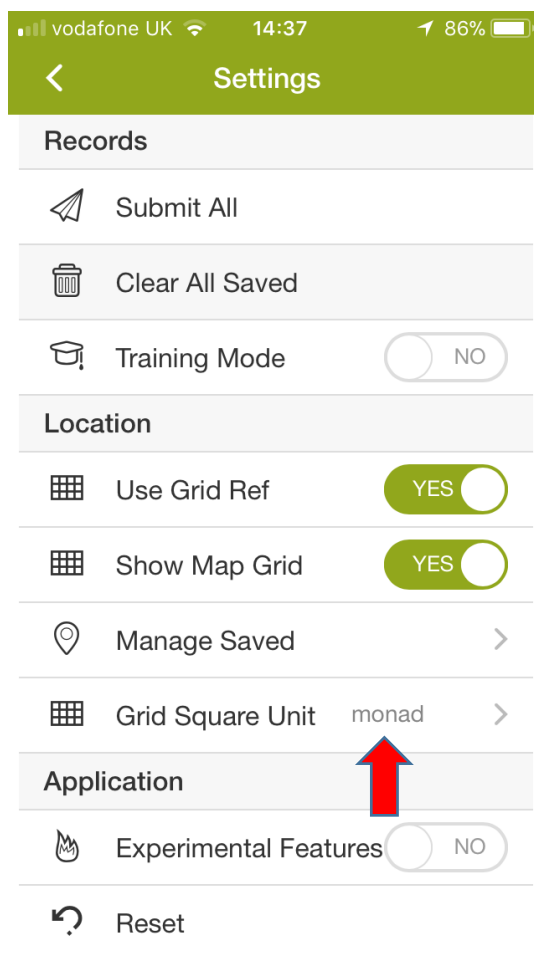 vodafone UK 14:37 86%
Settings
Records
Submit All
Clear All Saved
Training Mode NO
Location
Use Grid Ref YES
Show Map Grid YES
Manage Saved
Grid Square Unit monad
Application
Experimental Features NO
Reset